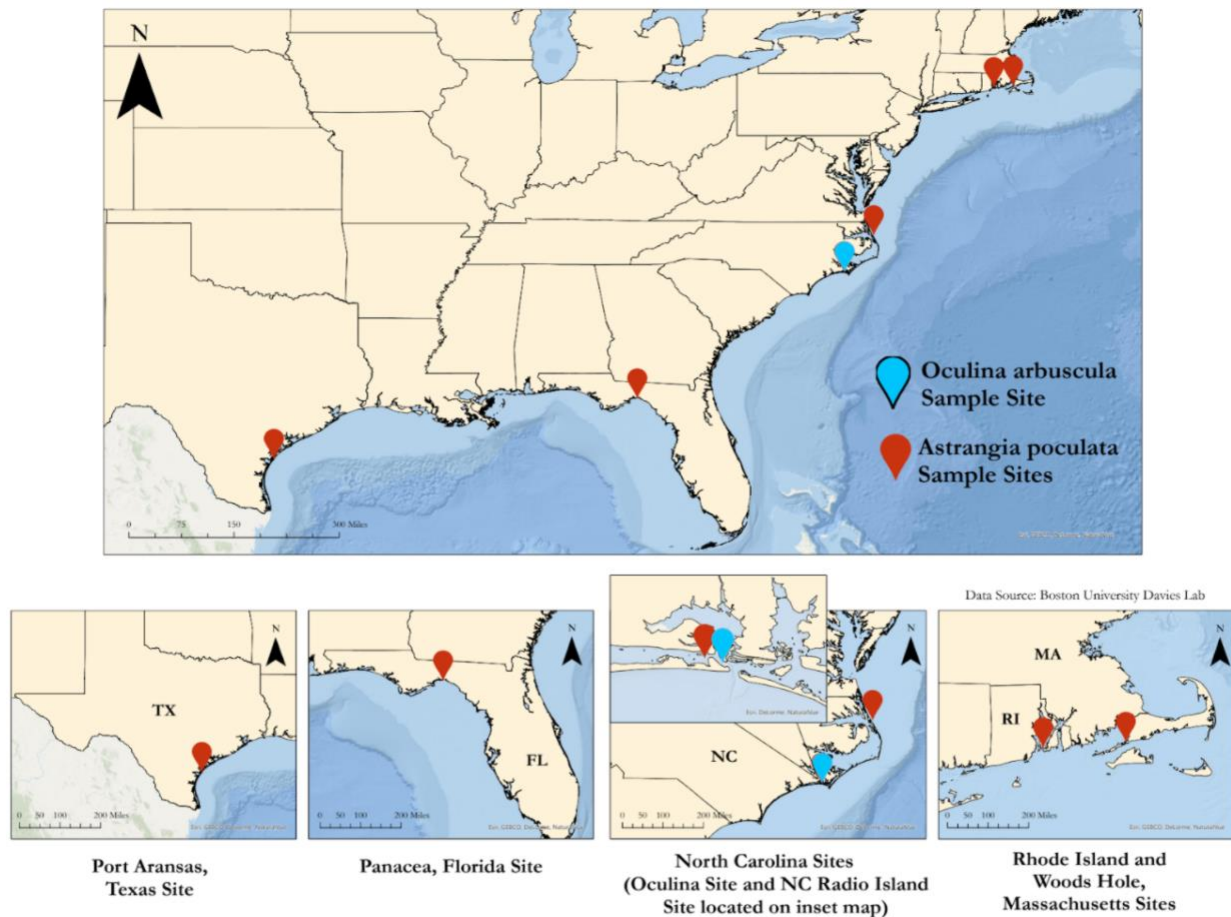 N
Oculina arbuscula
Sample Site
Astrangia poculata
Sample Sites
0 75 150 300 Miles
Data Source: Boston University Davies Lab
N
TX
0 50 100 200 Miles
Port Aransas,
Texas Site
N
FL
0 50 100 200 Miles
Panacea, Florida Site
N
NC
0 50 100 200 Miles
North Carolina Sites
(Oculina Site and NC Radio Island
Site located on inset map)
N
MA
RI
0 50 100 200 Miles
Rhode Island and
Woods Hole,
Massachusetts Sites